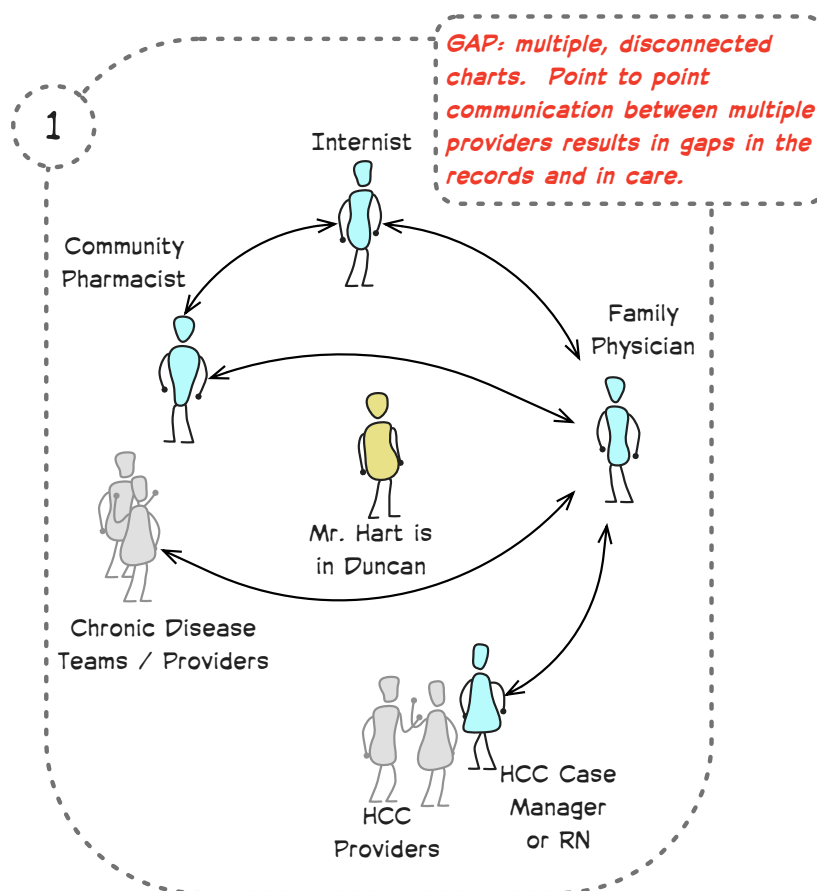 GAP: multiple, disconnected
charts.  Point to point
communication between multiple
providers results in gaps in the
records and in care.
1
Internist
Community
Pharmacist
Family
Physician
Mr. Hart is
in Duncan
Chronic Disease
Teams / Providers
HCC Case
Manager
or RN
HCC
Providers